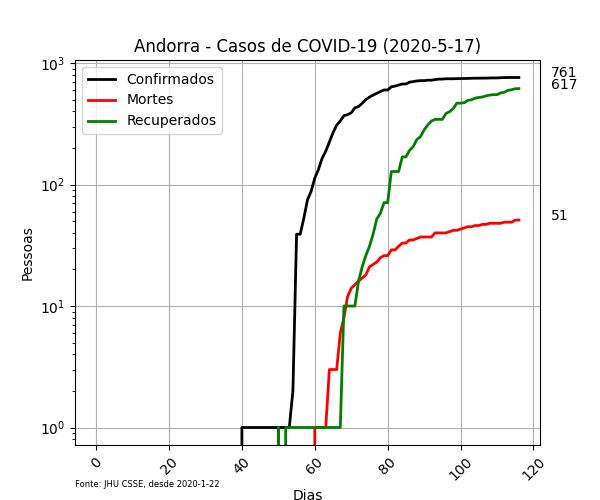 Andorra - Casos de COVID-19 (2020-5-17)
Confirmados
Mortes
Recuperados
10³
10²
10¹
10⁰
Pessoas
761
617
51
0 20 40 60 80 100 120
Fonte: JHU CSSE, desde 2020-1-22
Dias